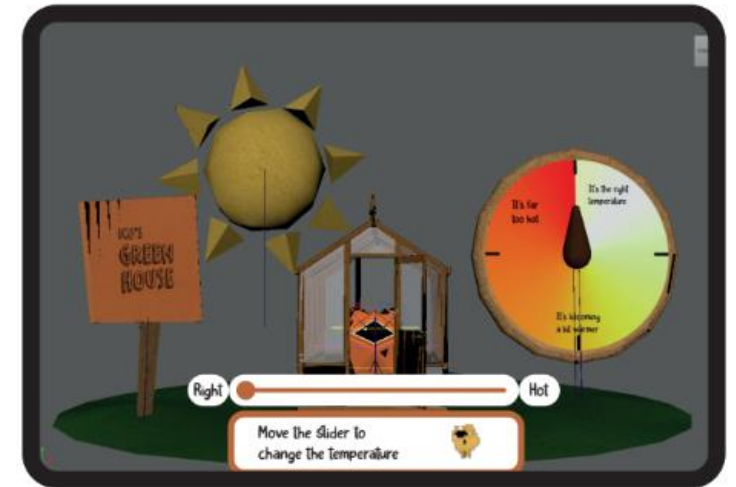 GREEN
HOUSE
It's far
too hot
It's the right
temperature
It's becoming
a bit warmer
Right
Hot
Move the slider to
change the temperature